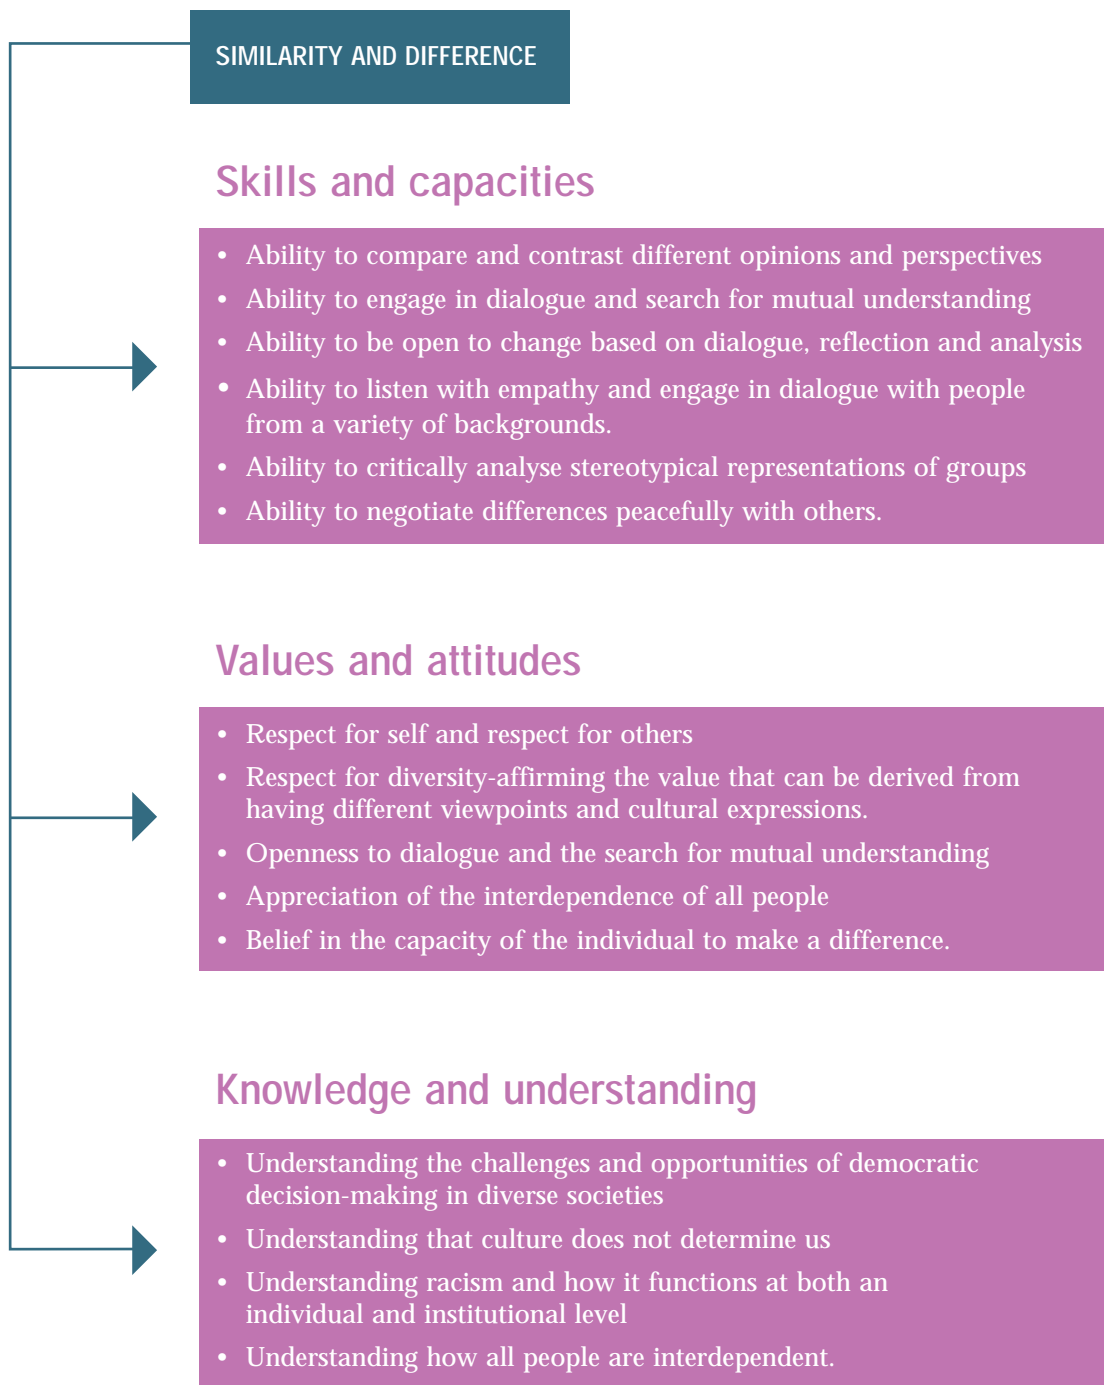 SIMILARITY AND DIFFERENCE
Skills and capacities
• Ability to compare and contrast different opinions and perspectives
• Ability to engage in dialogue and search for mutual understanding
• Ability to be open to change based on dialogue, reflection and analysis
• Ability to listen with empathy and engage in dialogue with people
from a variety of backgrounds.
• Ability to critically analyse stereotypical representations of groups
• Ability to negotiate differences peacefully with others.
Values and attitudes
• Respect for self and respect for others
• Respect for diversity-affirming the value that can be derived from
having different viewpoints and cultural expressions.
• Openness to dialogue and the search for mutual understanding
• Appreciation of the interdependence of all people
• Belief in the capacity of the individual to make a difference.
Knowledge and understanding
• Understanding the challenges and opportunities of democratic
decision-making in diverse societies
• Understanding that culture does not determine us
• Understanding racism and how it functions at both an
individual and institutional level
• Understanding how all people are interdependent.